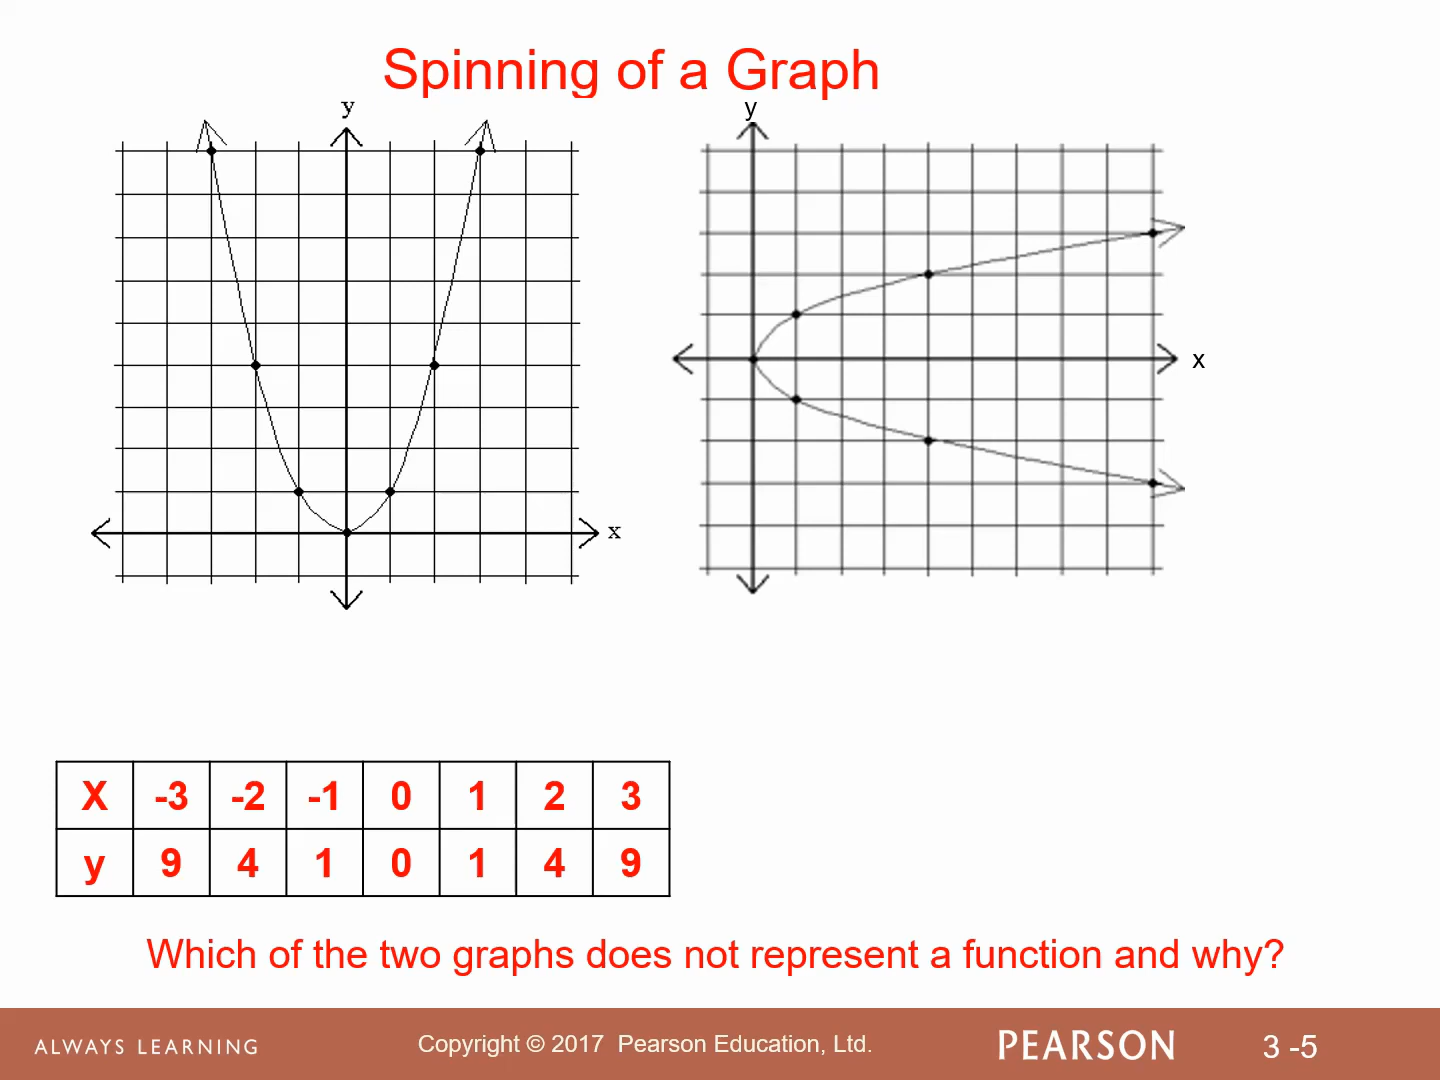 Spinning of a Graph
y
y
x
x
X -3 -2 -1 0 1 2 3
y 9 4 1 0 1 4 9
Which of the two graphs does not represent a function and why?
ALWAYS LEARNING Copyright © 2017 Pearson Education, Ltd. PEARSON 3 -5